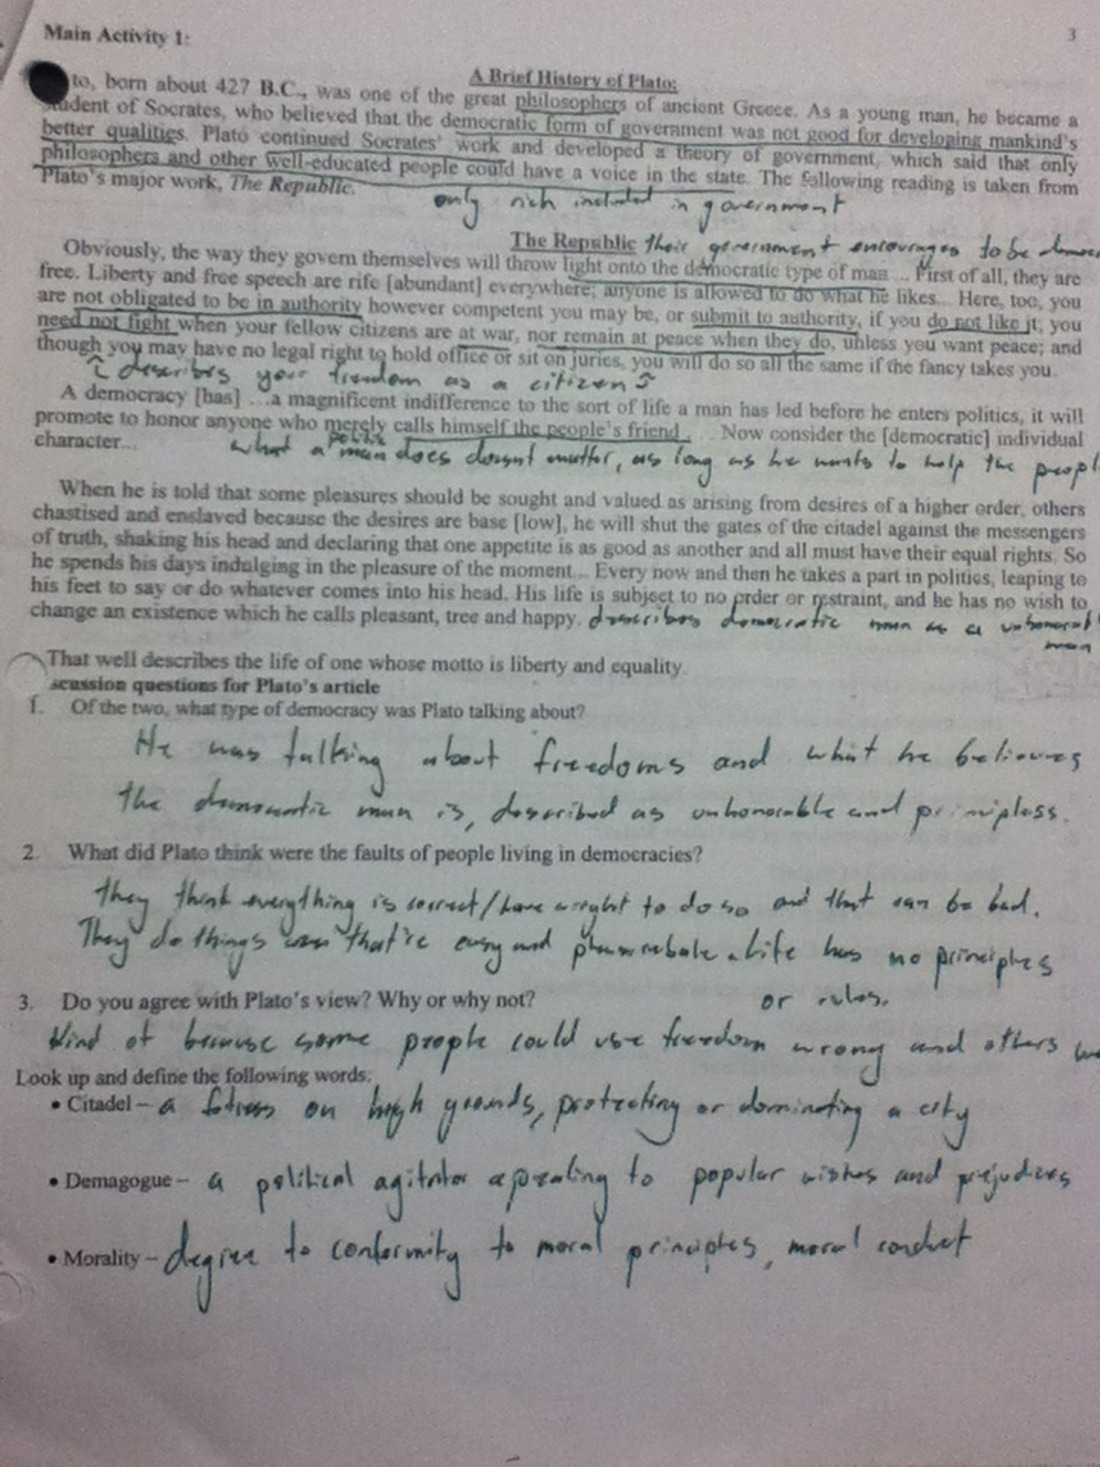 Main Activity 1:
3
A Brief History of Plato:
to, born about 427 B.C., was one of the great philosophers of ancient Greece. As a young man, he became a
student of Socrates, who believed that the democratic form of government was not good for developing mankind's
better qualities. Plato continued Socrates' work and developed a theory of government, which said that only
philosophers and other well-educated people could have a voice in the state. The following reading is taken from
Plato's major work, The Republic.
only rich included in government
The Republic their government encourages to be democ
Obviously, the way they govern themselves will throw light onto the democratic type of man ... First of all, they are
free. Liberty and free speech are rife [abundant] everywhere; anyone is allowed to do what he likes... Here, too, you
are not obligated to be in authority however competent you may be, or submit to authority, if you do not like it; you
need not fight when your fellow citizens are at war, nor remain at peace when they do, unless you want peace; and
though you may have no legal right to hold office or sit on juries, you will do so all the same if the fancy takes you.
describes your freedom as a citizen
A democracy [has] ...a magnificent indifference to the sort of life a man has led before he enters politics, it will
promote to honor anyone who merely calls himself the people's friend. . . Now consider the [democratic] individual
character...
what a man does doesnt matter, as long as he wants to help the peopl
When he is told that some pleasures should be sought and valued as arising from desires of a higher order, others
chastised and enslaved because the desires are base [low], he will shut the gates of the citadel against the messengers
of truth, shaking his head and declaring that one appetite is as good as another and all must have their equal rights. So
he spends his days indulging in the pleasure of the moment... Every now and then he takes a part in politics, leaping to
his feet to say or do whatever comes into his head. His life is subject to no order or restraint, and he has no wish to
change an existence which he calls pleasant, tree and happy. describes democratic man as a unhonorabl
man
That well describes the life of one whose motto is liberty and equality.
scussion questions for Plato's article
1. Of the two, what type of democracy was Plato talking about?
He was talking about freedoms and what he believes
the democratic man is, described as unhonorable and
2. What did Plato think were the faults of people living in democracies?
they think everything is correct/have a right to do so and that can be bad.
They do things that're easy and . Life has no principles
or rules.
3. Do you agree with Plato's view? Why or why not?
Kind of because some people could use freedom wrong and others
Look up and define the following words:
• Citadel – a fotress on high grounds, protecting or dominating a city
• Demagogue – a political agitator appealing to popular wishes and prejudices
• Morality – degree to conformity to moral principles, moral conduct